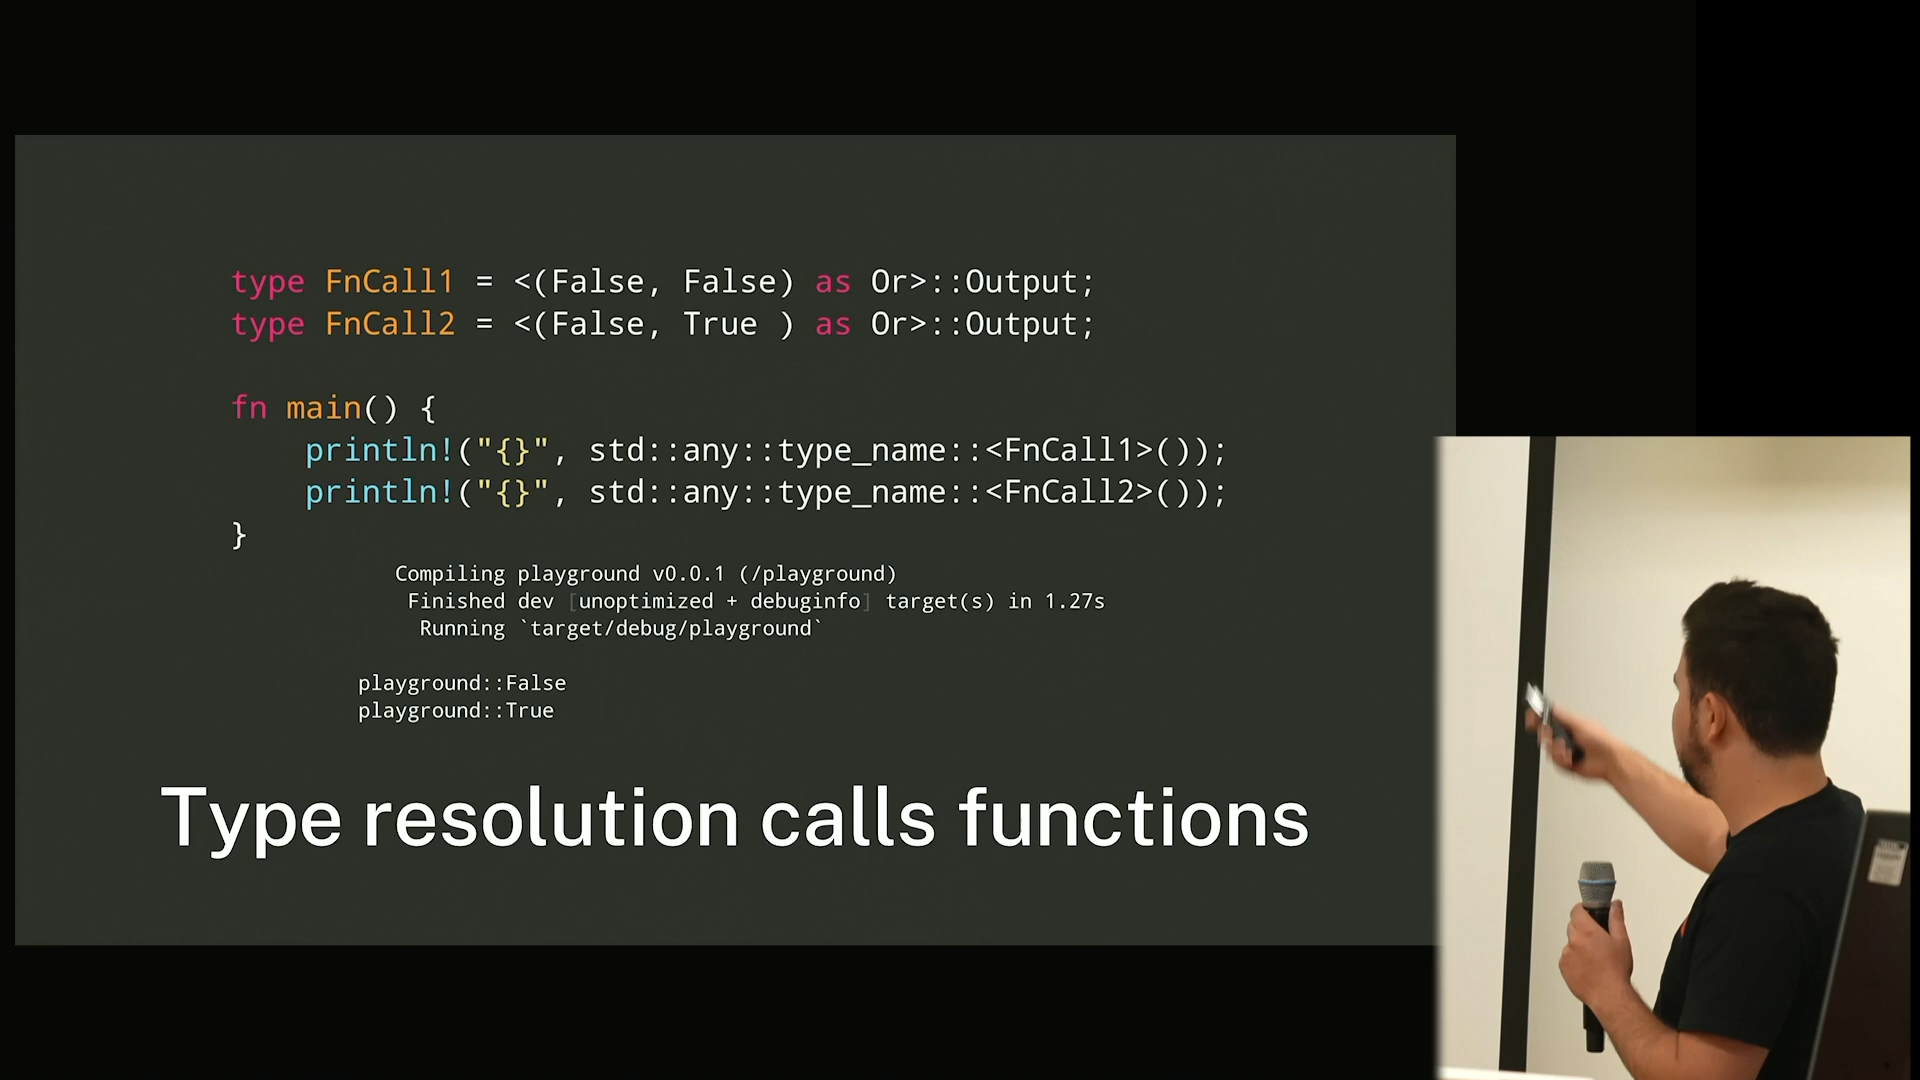 type FnCall1 = <(False, False) as Or>::Output;
type FnCall2 = <(False, True ) as Or>::Output;
fn main() {
    println!("{}", std::any::type_name::<FnCall1>());
    println!("{}", std::any::type_name::<FnCall2>());
}
Compiling playground v0.0.1 (/playground)
Finished dev [unoptimized + debuginfo] target(s) in 1.27s
Running `target/debug/playground`
playground::False
playground::True
Type resolution calls functions